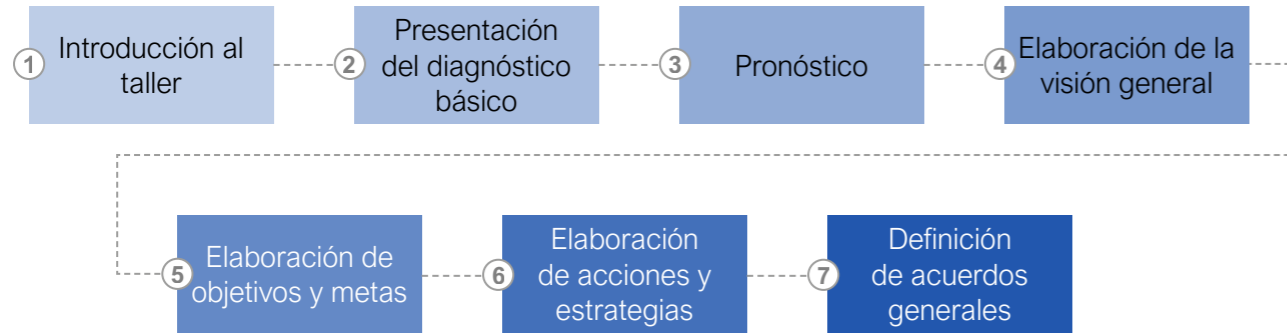 1
Introducción al
taller
2
Presentación
del diagnóstico
básico
3
Pronóstico
4
Elaboración de la
visión general
5
Elaboración de
objetivos y metas
6
Elaboración
de acciones y
estrategias
7
Definición
de acuerdos
generales